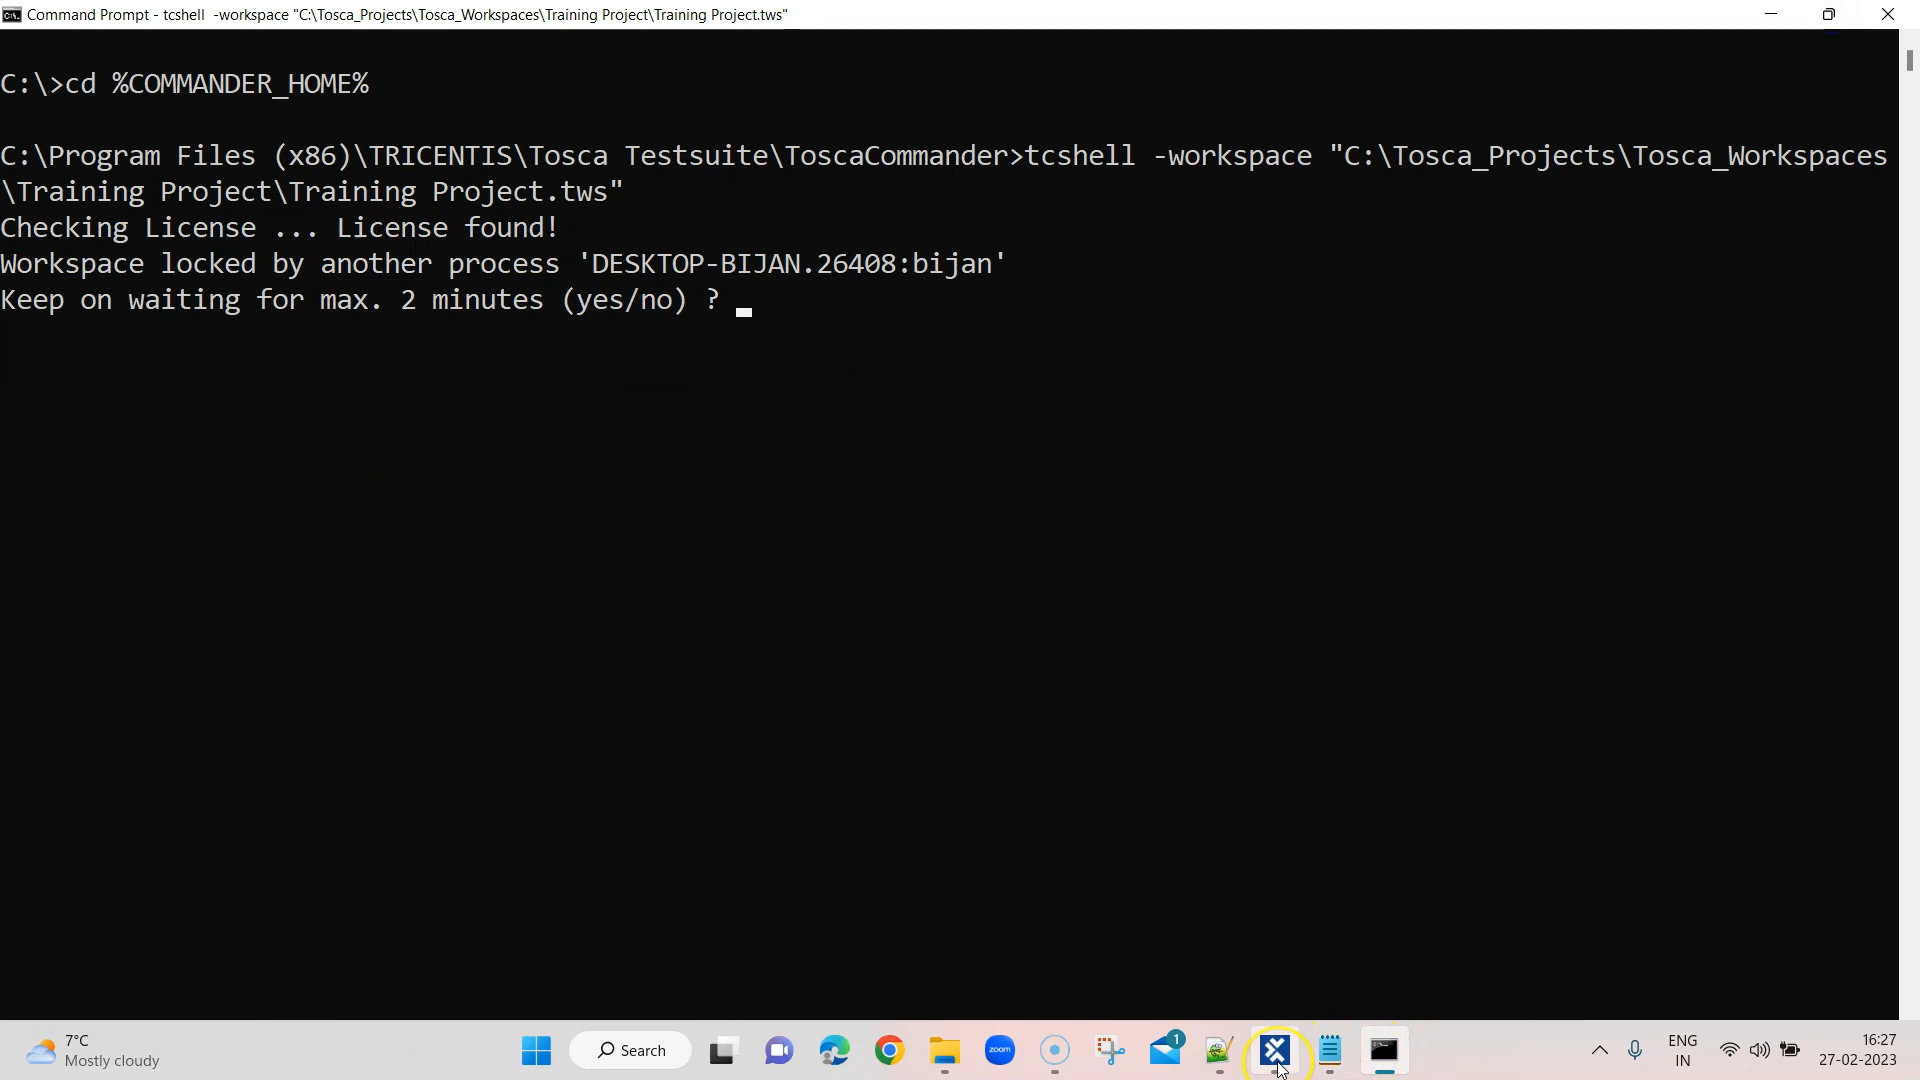 Command Prompt - tcshell  -workspace "C:\Tosca_Projects\Tosca_Workspaces\Training Project\Training Project.tws"
C:\>cd %COMMANDER_HOME%
C:\Program Files (x86)\TRICENTIS\Tosca Testsuite\ToscaCommander>tcshell -workspace "C:\Tosca_Projects\Tosca_Workspaces
\Training Project\Training Project.tws"
Checking License ... License found!
Workspace locked by another process 'DESKTOP-BIJAN.26408:bijan'
Keep on waiting for max. 2 minutes (yes/no) ?
7°C
Mostly cloudy
Search
zoom
1
ENG
IN
16:27
27-02-2023